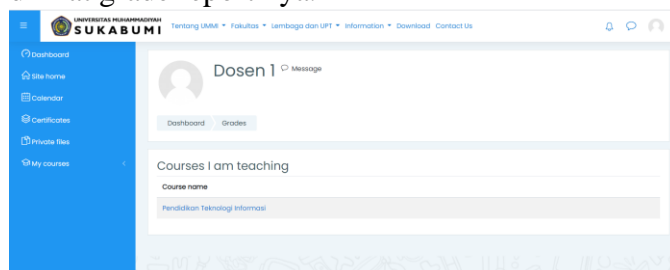 UNIVERSITAS MUHAMMADIYAH
SUKABUMI
Tentang UMMI Fakultas Lembaga dan UPT Information Download Contact Us
Dashboard
Site home
Calendar
Certificates
Private files
My courses
Dosen 1 Message
Dashboard Grades
Courses I am teaching
Course name
Pendidikan Teknologi Informasi